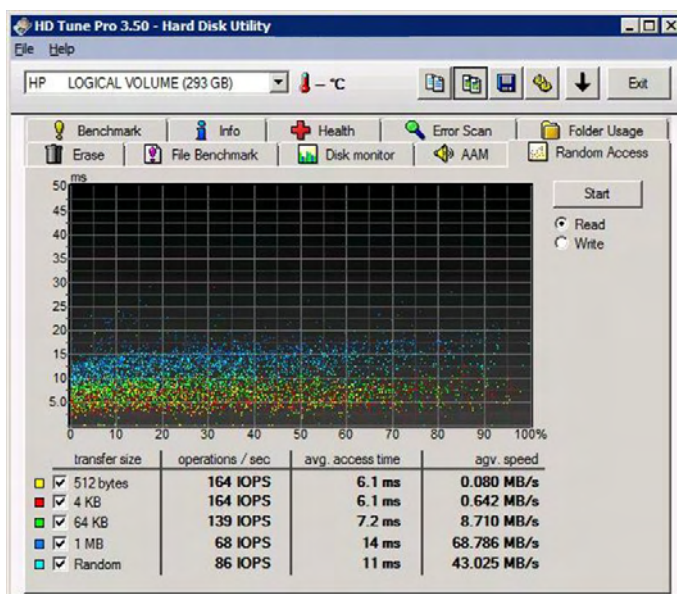 HD Tune Pro 3.50 - Hard Disk Utility
File Help
HP LOGICAL VOLUME (293 GB) – °C Exit
Benchmark Info Health Error Scan Folder Usage
Erase File Benchmark Disk monitor AAM Random Access
ms
50
45
40
35
30
25
20
15
10
5.0
0 10 20 30 40 50 60 70 80 90 100%
Start
Read
Write
transfer size operations / sec avg. access time agv. speed
512 bytes 164 IOPS 6.1 ms 0.080 MB/s
4 KB 164 IOPS 6.1 ms 0.642 MB/s
64 KB 139 IOPS 7.2 ms 8.710 MB/s
1 MB 68 IOPS 14 ms 68.786 MB/s
Random 86 IOPS 11 ms 43.025 MB/s